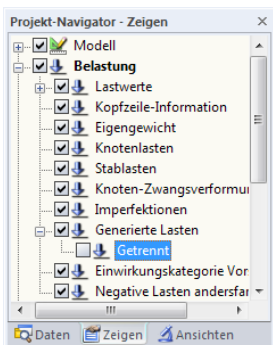 Projekt-Navigator - Zeigen
Modell
Belastung
Lastwerte
Kopfzeile-Information
Eigengewicht
Knotenlasten
Stablasten
Knoten-Zwangsverformu
Imperfektionen
Generierte Lasten
Getrennt
Einwirkungskategorie Vor
Negative Lasten andersfar
Daten Zeigen Ansichten